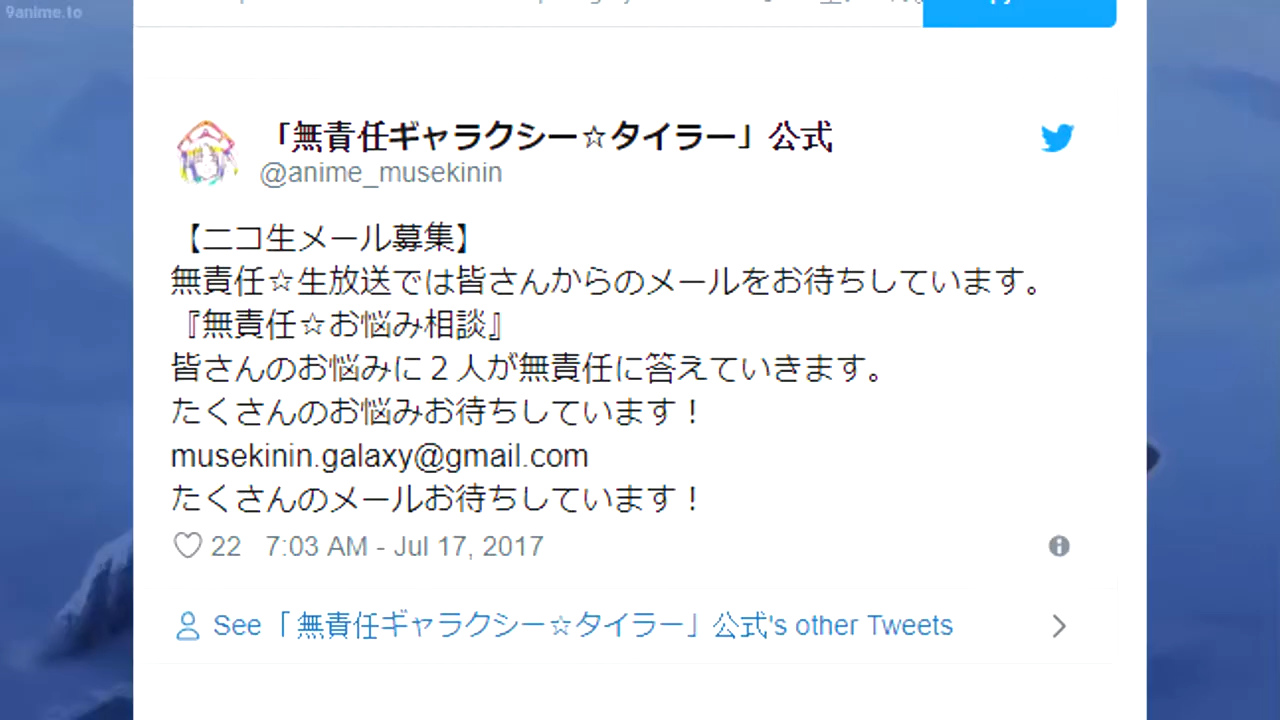 9anime.to
「無責任ギャラクシー☆タイラー」公式
@anime_musekinin
【ニコ生メール募集】
無責任☆生放送では皆さんからのメールをお待ちしています。
『無責任☆お悩み相談』
皆さんのお悩みに２人が無責任に答えていきます。
たくさんのお悩みお待ちしています！
musekinin.galaxy@gmail.com
たくさんのメールお待ちしています！
22 7:03 AM - Jul 17, 2017
See「無責任ギャラクシー☆タイラー」公式's other Tweets